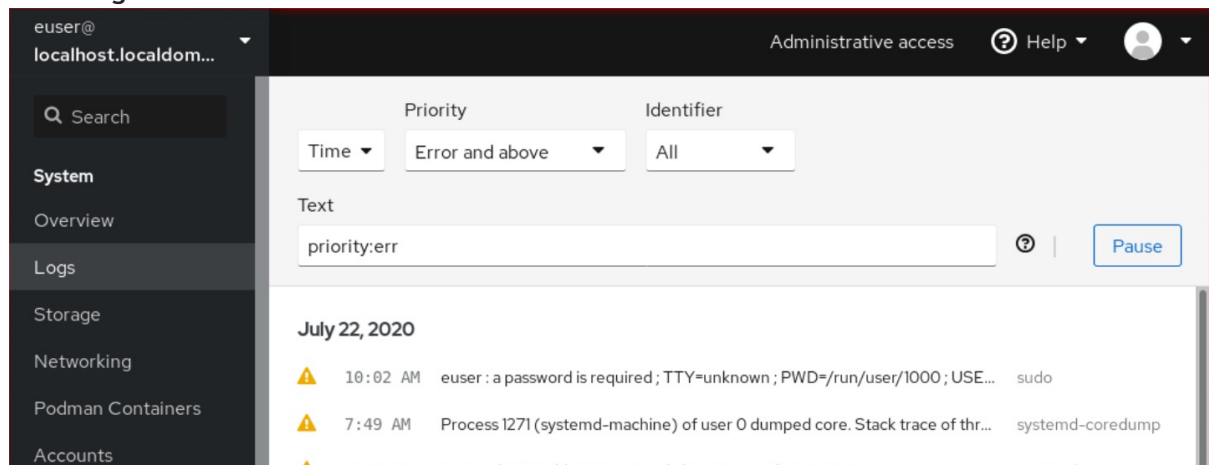 euser@
localhost.localdom...
Administrative access
Help
Search
System
Overview
Logs
Storage
Networking
Podman Containers
Accounts
Priority
Identifier
Time
Error and above
All
Text
priority:err
Pause
July 22, 2020
10:02 AM euser : a password is required ; TTY=unknown ; PWD=/run/user/1000 ; USE... sudo
7:49 AM Process 1271 (systemd-machine) of user 0 dumped core. Stack trace of thr... systemd-coredump